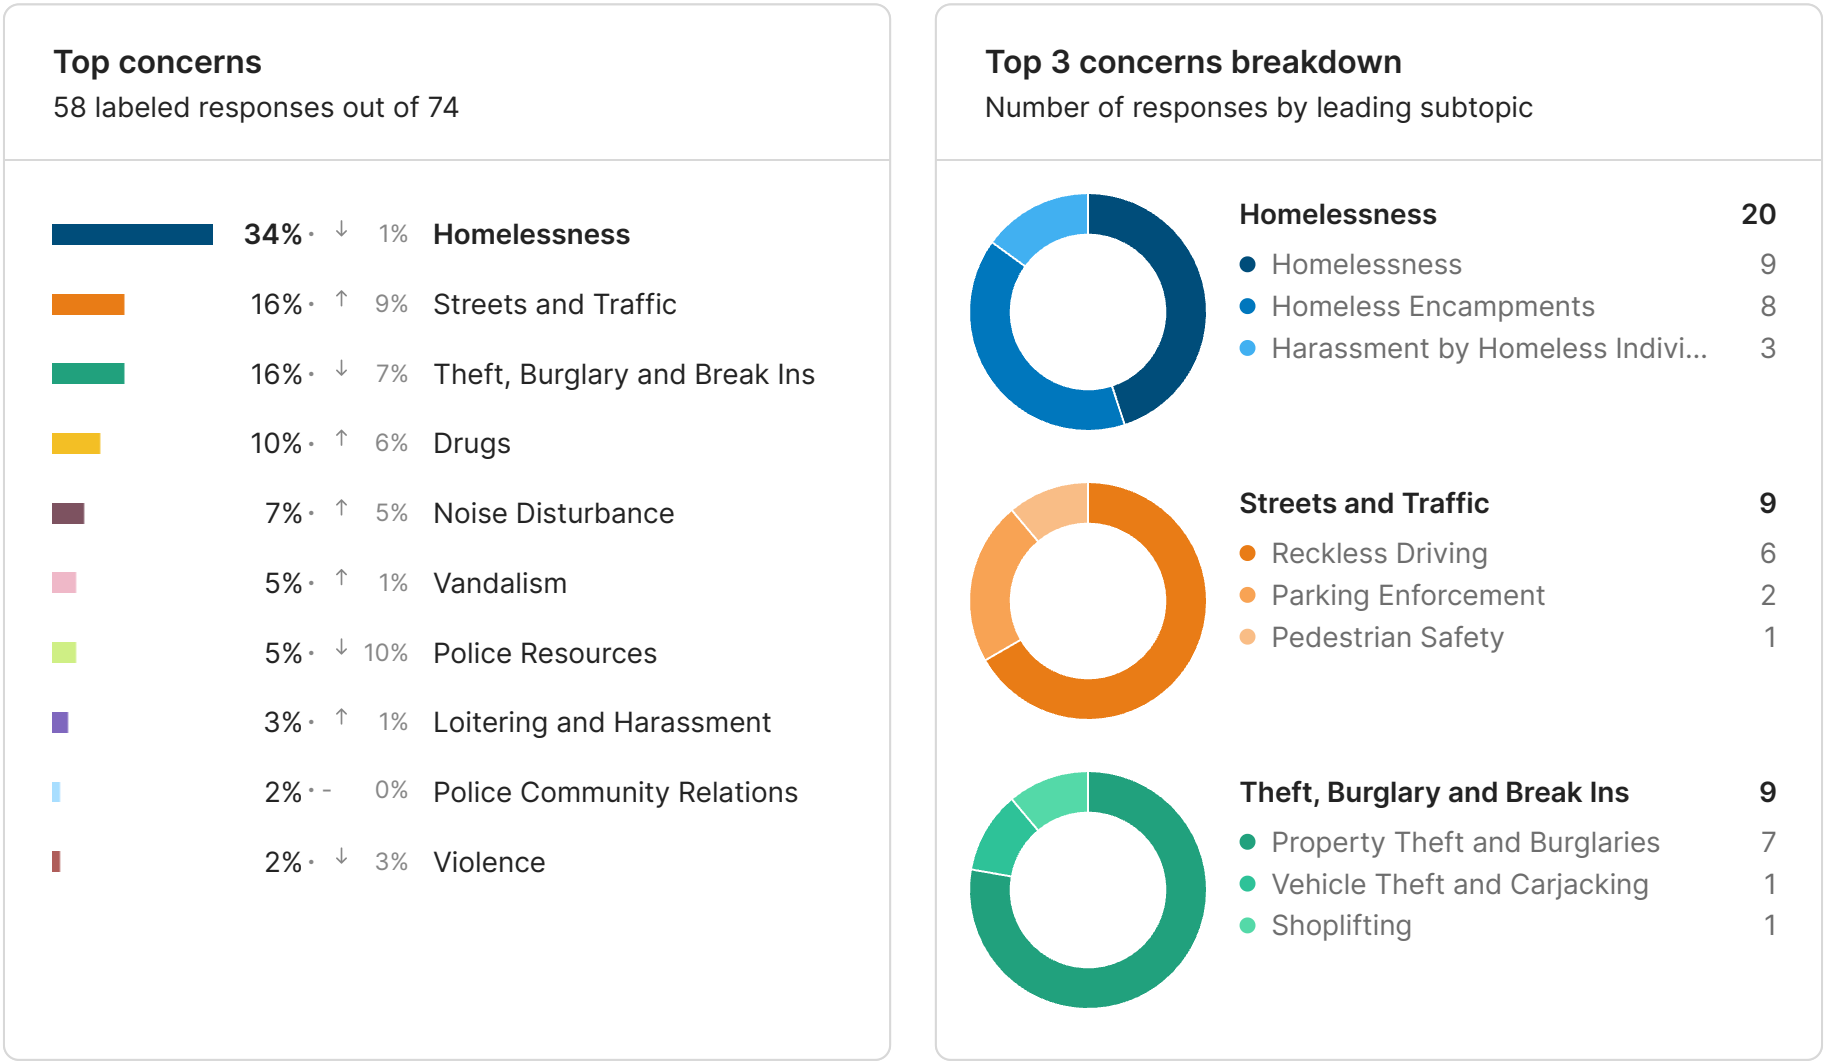 Top concerns
58 labeled responses out of 74
34% · ↓ 1% Homelessness
16% · ↑ 9% Streets and Traffic
16% · ↓ 7% Theft, Burglary and Break Ins
10% · ↑ 6% Drugs
7% · ↑ 5% Noise Disturbance
5% · ↑ 1% Vandalism
5% · ↓ 10% Police Resources
3% · ↑ 1% Loitering and Harassment
2% · - 0% Police Community Relations
2% · ↓ 3% Violence
Top 3 concerns breakdown
Number of responses by leading subtopic
Homelessness 20
Homelessness 9
Homeless Encampments 8
Harassment by Homeless Indivi... 3
Streets and Traffic 9
Reckless Driving 6
Parking Enforcement 2
Pedestrian Safety 1
Theft, Burglary and Break Ins 9
Property Theft and Burglaries 7
Vehicle Theft and Carjacking 1
Shoplifting 1